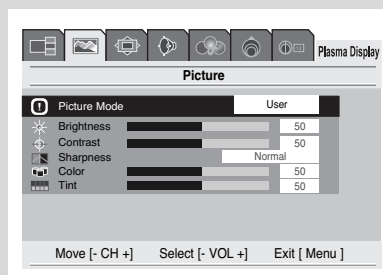 Plasma Display
Picture
Picture Mode User
Brightness 50
Contrast 50
Sharpness Normal
Color 50
Tint 50
Move [- CH +] Select [- VOL +] Exit [ Menu ]